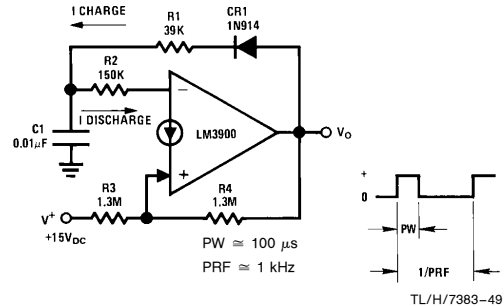 I CHARGE
R1
39K
CR1
1N914
R2
150K
−
I DISCHARGE
C1
0.01μF
LM3900
VO
+
R3
1.3M
R4
1.3M
V+
+15VDC
PW ≅ 100 μs
PRF ≅ 1 kHz
+
0
PW
1/PRF
TL/H/7383–49